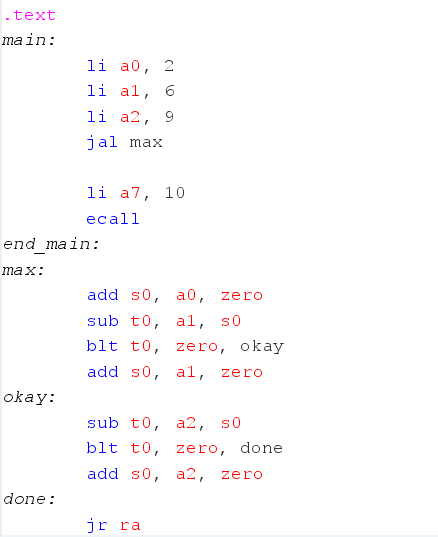 .text
main:
li a0, 2
li a1, 6
li a2, 9
jal max
li a7, 10
ecall
end_main:
max:
add s0, a0, zero
sub t0, a1, s0
blt t0, zero, okay
add s0, a1, zero
okay:
sub t0, a2, s0
blt t0, zero, done
add s0, a2, zero
done:
jr ra